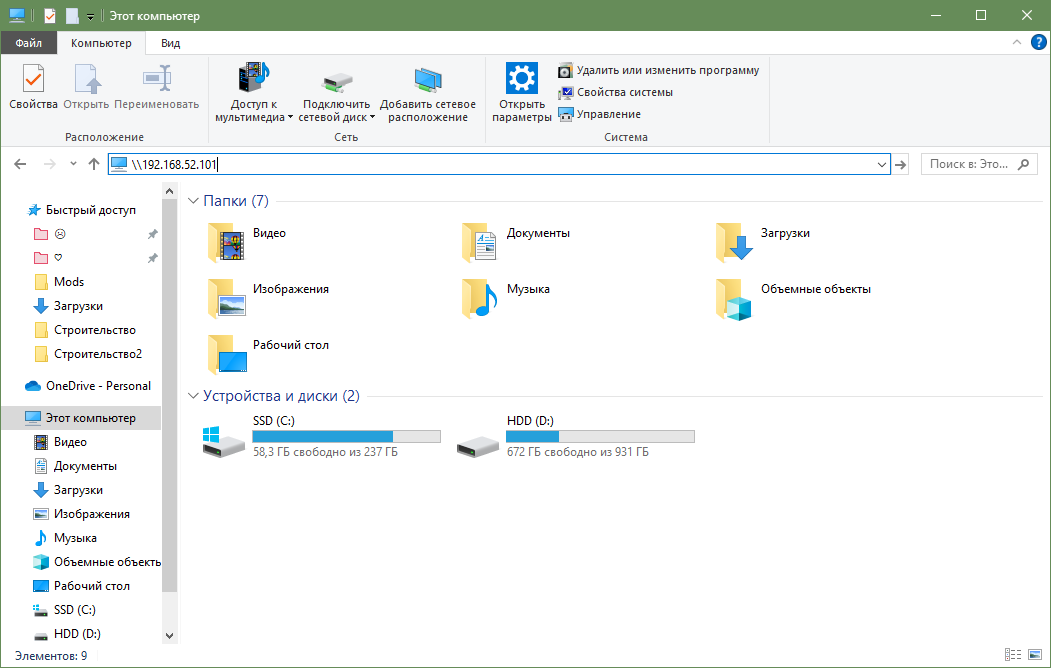 Этот компьютер
Файл
Компьютер
Вид
Свойства
Открыть
Переименовать
Расположение
Доступ к
мультимедиа
Подключить
сетевой диск
Добавить сетевое
расположение
Сеть
Открыть
параметры
Удалить или изменить программу
Свойства системы
Управление
Система
\\192.168.52.101
Поиск в: Это...
Быстрый доступ
Mods
Загрузки
Строительство
Строительство2
OneDrive - Personal
Этот компьютер
Видео
Документы
Загрузки
Изображения
Музыка
Объемные объекть
Рабочий стол
SSD (C:)
HDD (D:)
Папки (7)
Видео
Документы
Загрузки
Изображения
Музыка
Объемные объекты
Рабочий стол
Устройства и диски (2)
SSD (C:)
58,3 ГБ свободно из 237 ГБ
HDD (D:)
672 ГБ свободно из 931 ГБ
Элементов: 9